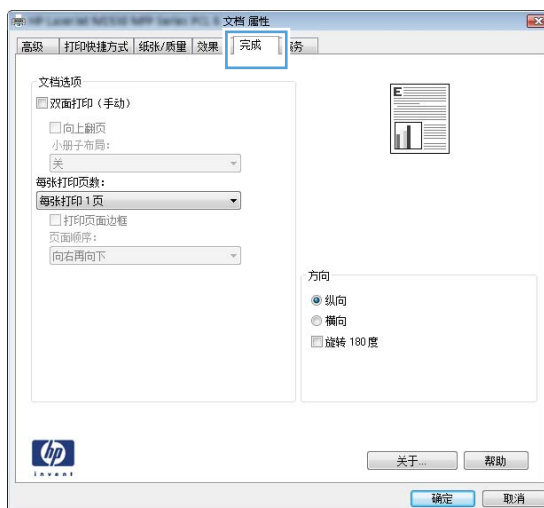 文档 属性
高级 打印快捷方式 纸张/质量 效果 完成
文档选项
双面打印（手动）
向上翻页
小册子布局：
关
每张打印页数：
每张打印 1 页
打印页面边框
页面顺序：
向右再向下
E
方向
纵向
横向
旋转 180 度
hp
invent
关于... 帮助
确定 取消